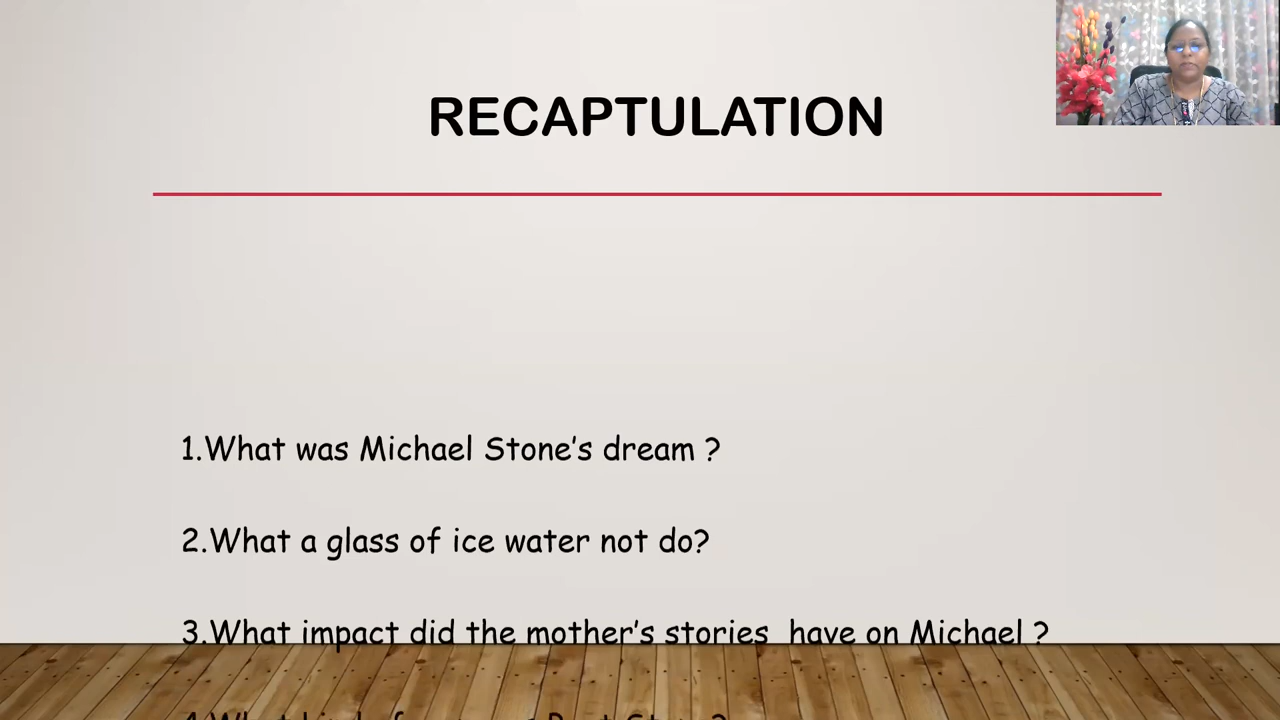 RECAPTULATION
1.What was Michael Stone's dream ?
2.What a glass of ice water not do?
3.What impact did the mother's stories have on Michael ?